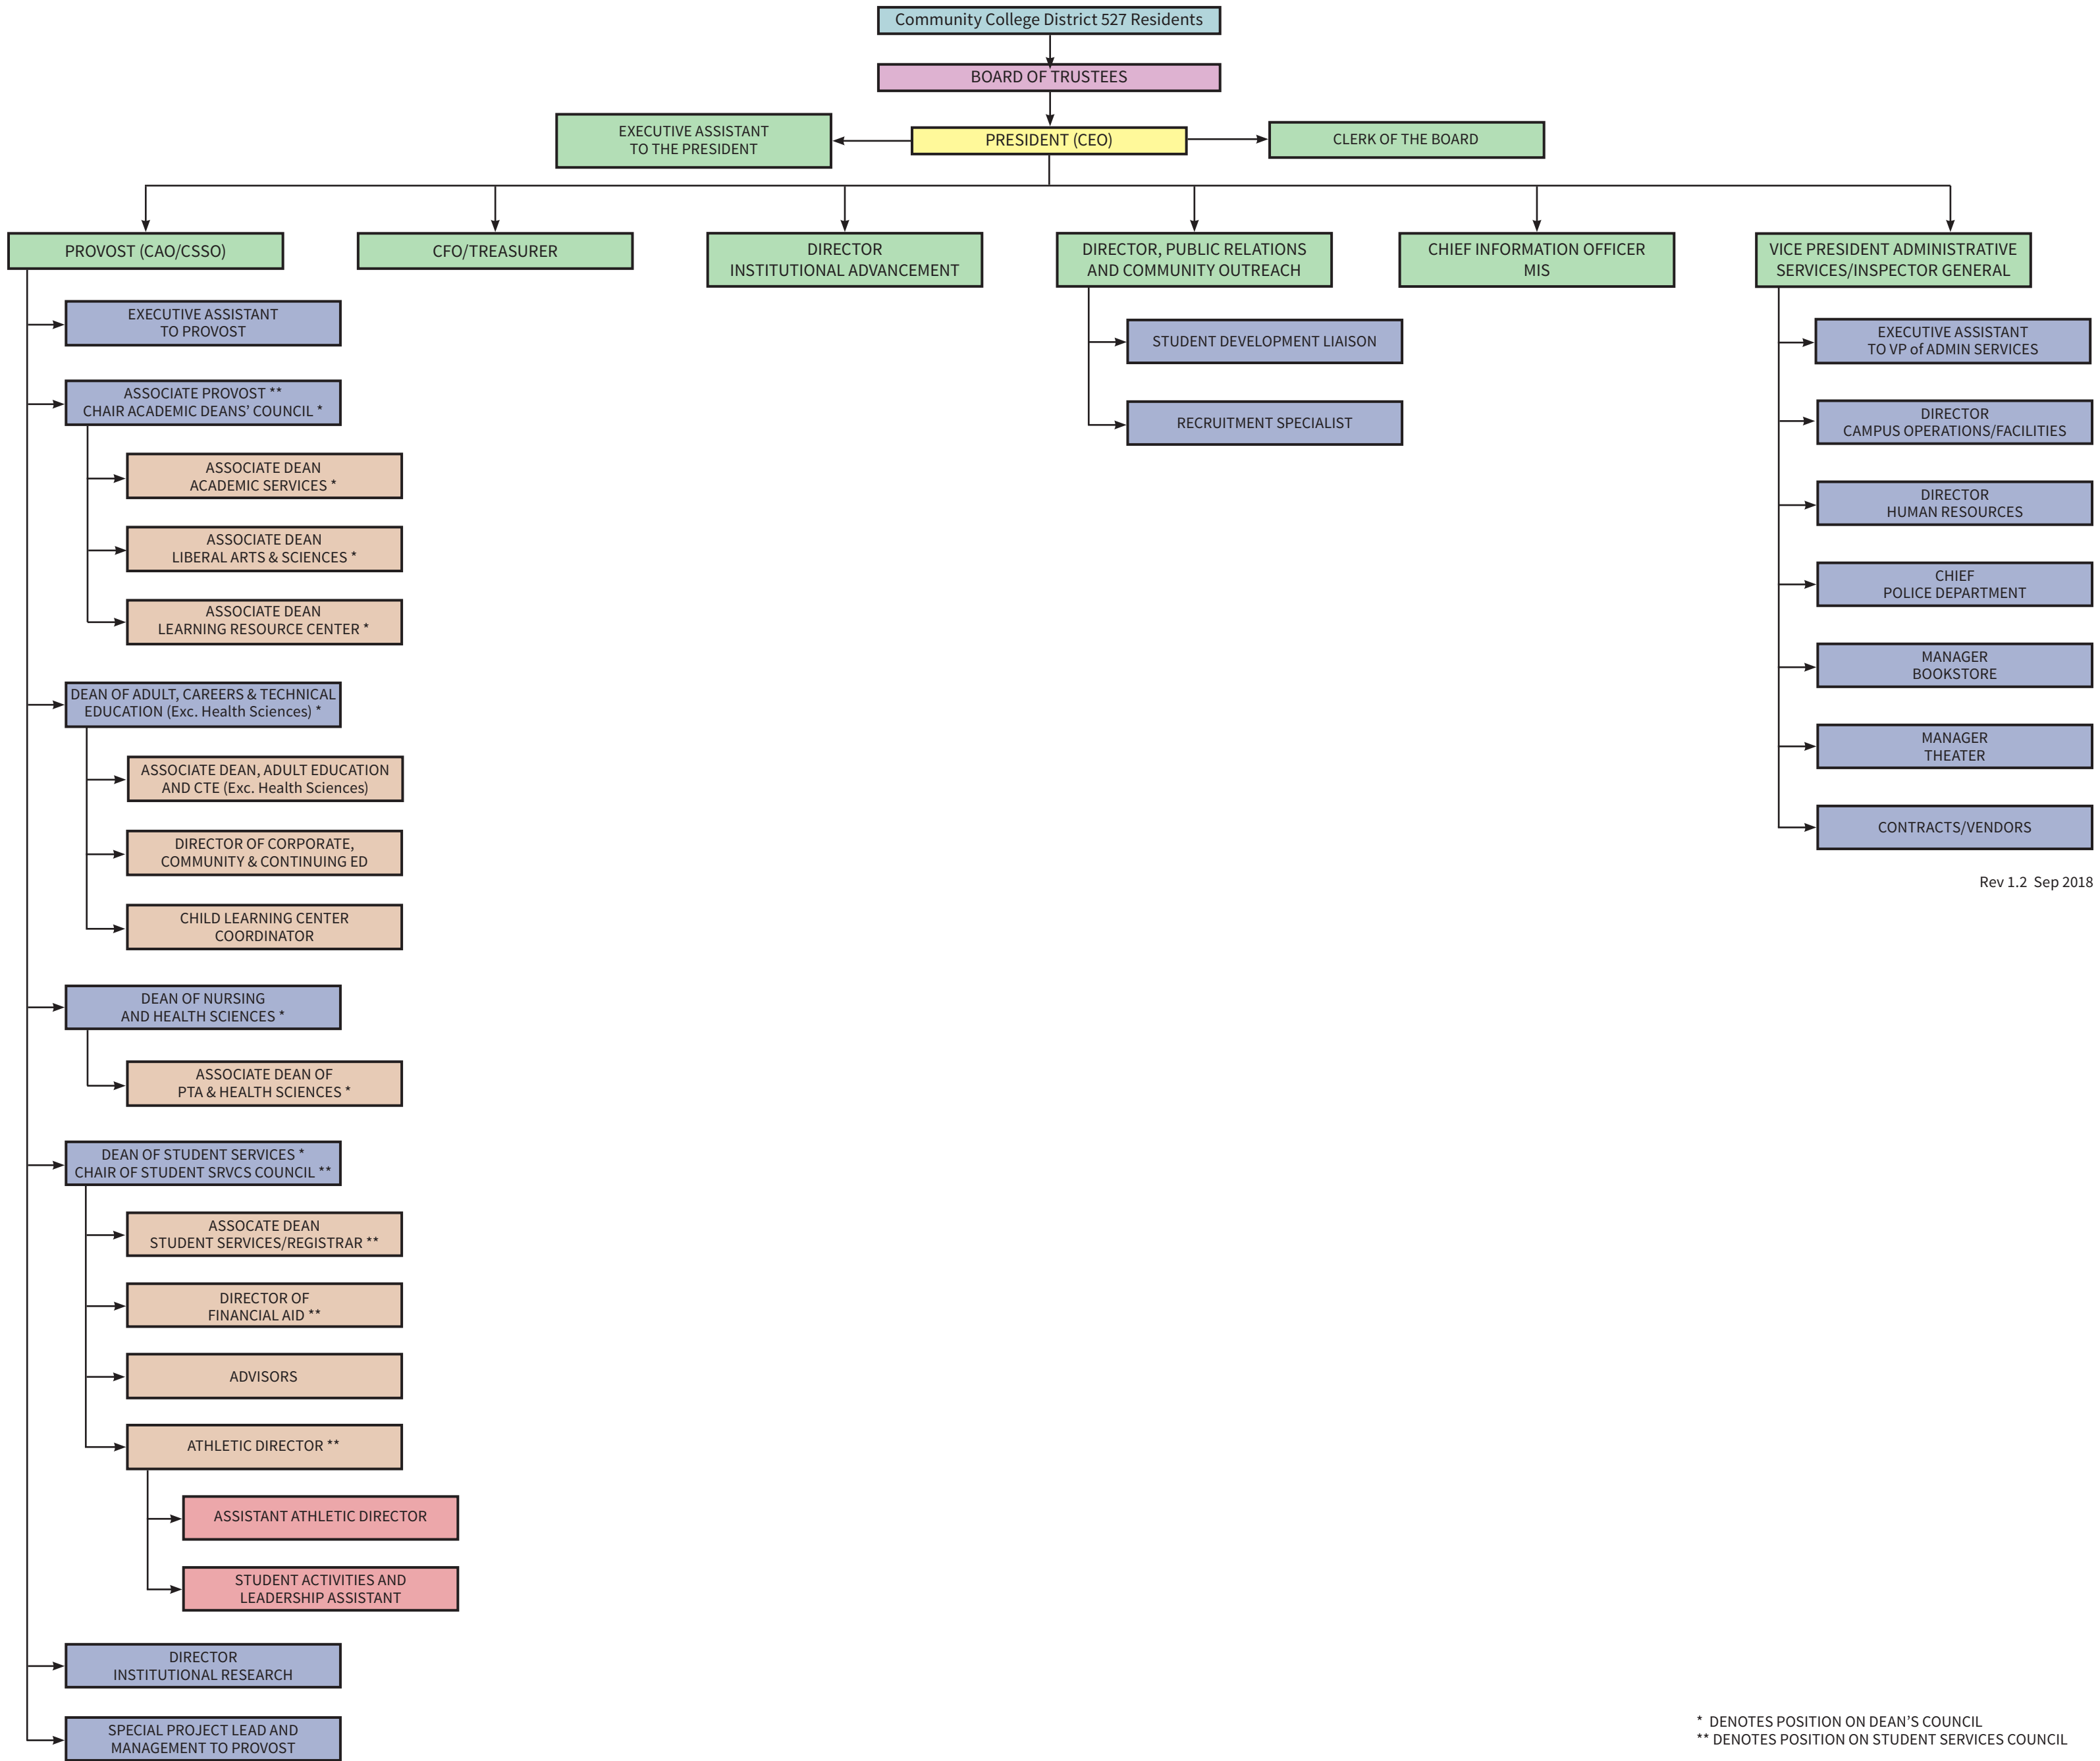 Community College District 527 Residents
BOARD OF TRUSTEES
EXECUTIVE ASSISTANT
TO THE PRESIDENT
PRESIDENT (CEO)
CLERK OF THE BOARD
PROVOST (CAO/CSSO)
CFO/TREASURER
DIRECTOR
INSTITUTIONAL ADVANCEMENT
DIRECTOR, PUBLIC RELATIONS
AND COMMUNITY OUTREACH
CHIEF INFORMATION OFFICER
MIS
VICE PRESIDENT ADMINISTRATIVE
SERVICES/INSPECTOR GENERAL
EXECUTIVE ASSISTANT
TO PROVOST
ASSOCIATE PROVOST **
CHAIR ACADEMIC DEANS’ COUNCIL *
ASSOCIATE DEAN
ACADEMIC SERVICES *
ASSOCIATE DEAN
LIBERAL ARTS & SCIENCES *
ASSOCIATE DEAN
LEARNING RESOURCE CENTER *
DEAN OF ADULT, CAREERS & TECHNICAL
EDUCATION (Exc. Health Sciences) *
ASSOCIATE DEAN, ADULT EDUCATION
AND CTE (Exc. Health Sciences)
DIRECTOR OF CORPORATE,
COMMUNITY & CONTINUING ED
CHILD LEARNING CENTER
COORDINATOR
DEAN OF NURSING
AND HEALTH SCIENCES *
ASSOCIATE DEAN OF
PTA & HEALTH SCIENCES *
DEAN OF STUDENT SERVICES *
CHAIR OF STUDENT SRVCS COUNCIL **
ASSOCATE DEAN
STUDENT SERVICES/REGISTRAR **
DIRECTOR OF
FINANCIAL AID **
ADVISORS
ATHLETIC DIRECTOR **
ASSISTANT ATHLETIC DIRECTOR
STUDENT ACTIVITIES AND
LEADERSHIP ASSISTANT
DIRECTOR
INSTITUTIONAL RESEARCH
SPECIAL PROJECT LEAD AND
MANAGEMENT TO PROVOST
STUDENT DEVELOPMENT LIAISON
RECRUITMENT SPECIALIST
EXECUTIVE ASSISTANT
TO VP of ADMIN SERVICES
DIRECTOR
CAMPUS OPERATIONS/FACILITIES
DIRECTOR
HUMAN RESOURCES
CHIEF
POLICE DEPARTMENT
MANAGER
BOOKSTORE
MANAGER
THEATER
CONTRACTS/VENDORS
Rev 1.2 Sep 2018
* DENOTES POSITION ON DEAN’S COUNCIL
** DENOTES POSITION ON STUDENT SERVICES COUNCIL